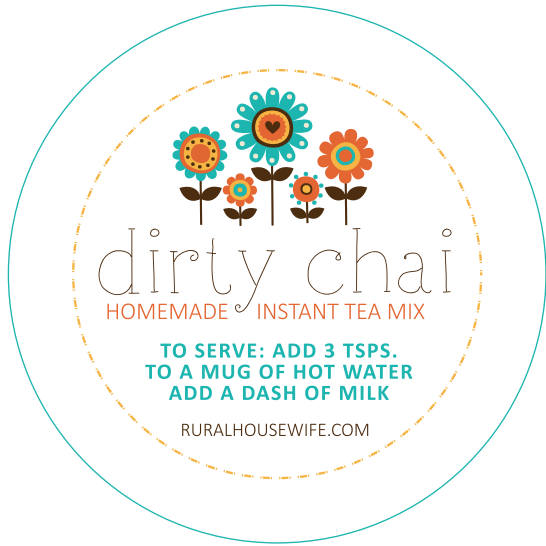 dirty chai
HOMEMADE INSTANT TEA MIX
TO SERVE: ADD 3 TSPS.
TO A MUG OF HOT WATER
ADD A DASH OF MILK
RURALHOUSEWIFE.COM